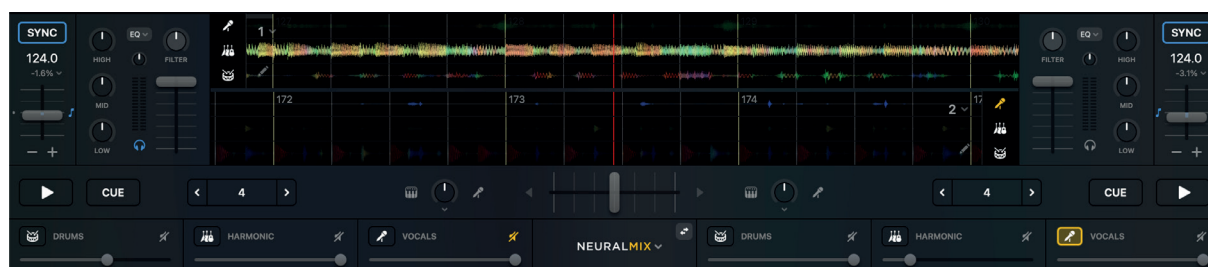 SYNC
124.0
-1.6%
HIGH
EQ
FILTER
MID
LOW
1
172
173
174
17
2
FILTER
EQ
HIGH
MID
LOW
SYNC
124.0
-3.1%
CUE
4
4
CUE
DRUMS
HARMONIC
VOCALS
NEURALMIX
DRUMS
HARMONIC
VOCALS